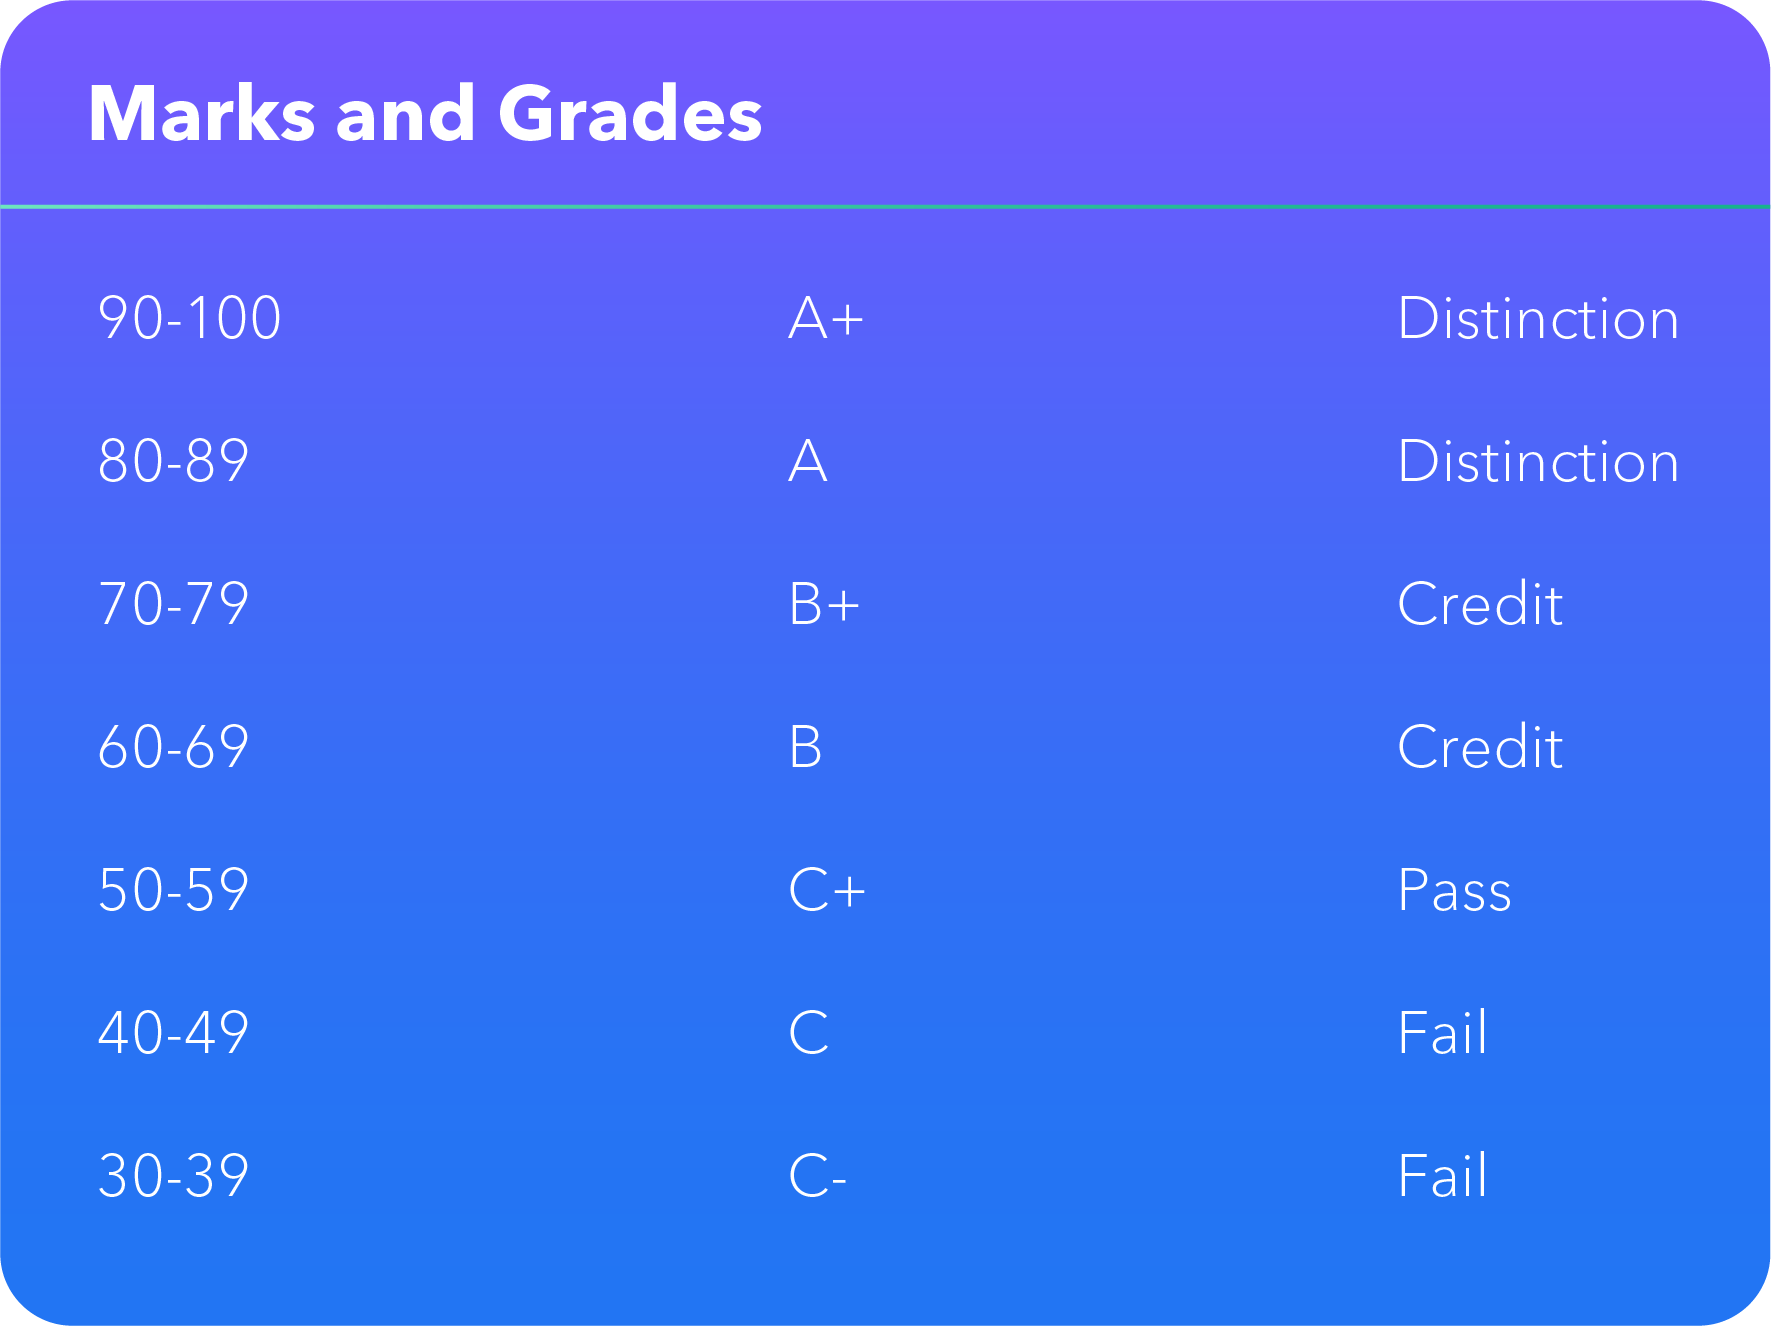 Marks and Grades
90-100 A+ Distinction
80-89 A Distinction
70-79 B+ Credit
60-69 B Credit
50-59 C+ Pass
40-49 C Fail
30-39 C- Fail